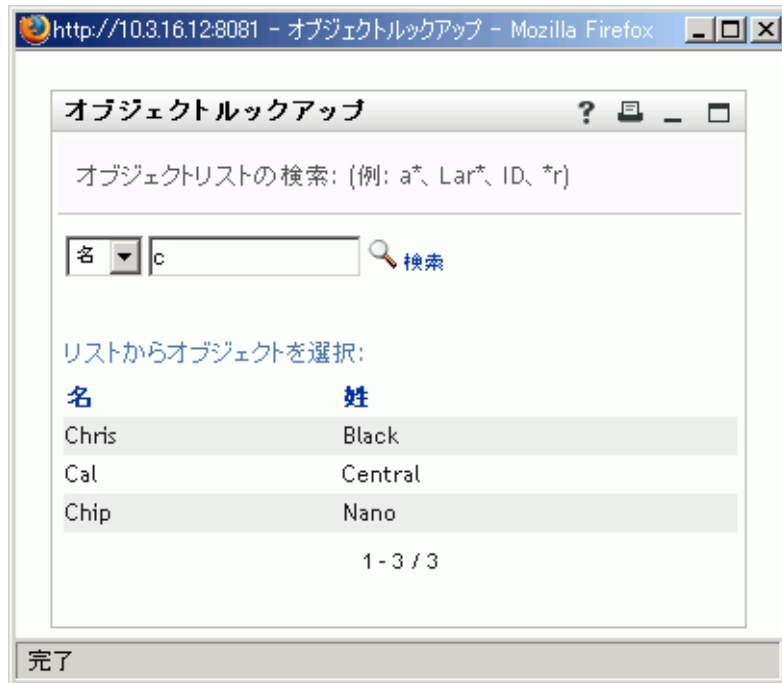 http://10.3.16.12:8081 - オブジェクトルックアップ - Mozilla Firefox
オブジェクトルックアップ ?
オブジェクトリストの検索: (例: a*、Lar*、ID、*r)
名 c 検索
リストからオブジェクトを選択:
名 姓
Chris Black
Cal Central
Chip Nano
1 - 3 / 3
完了